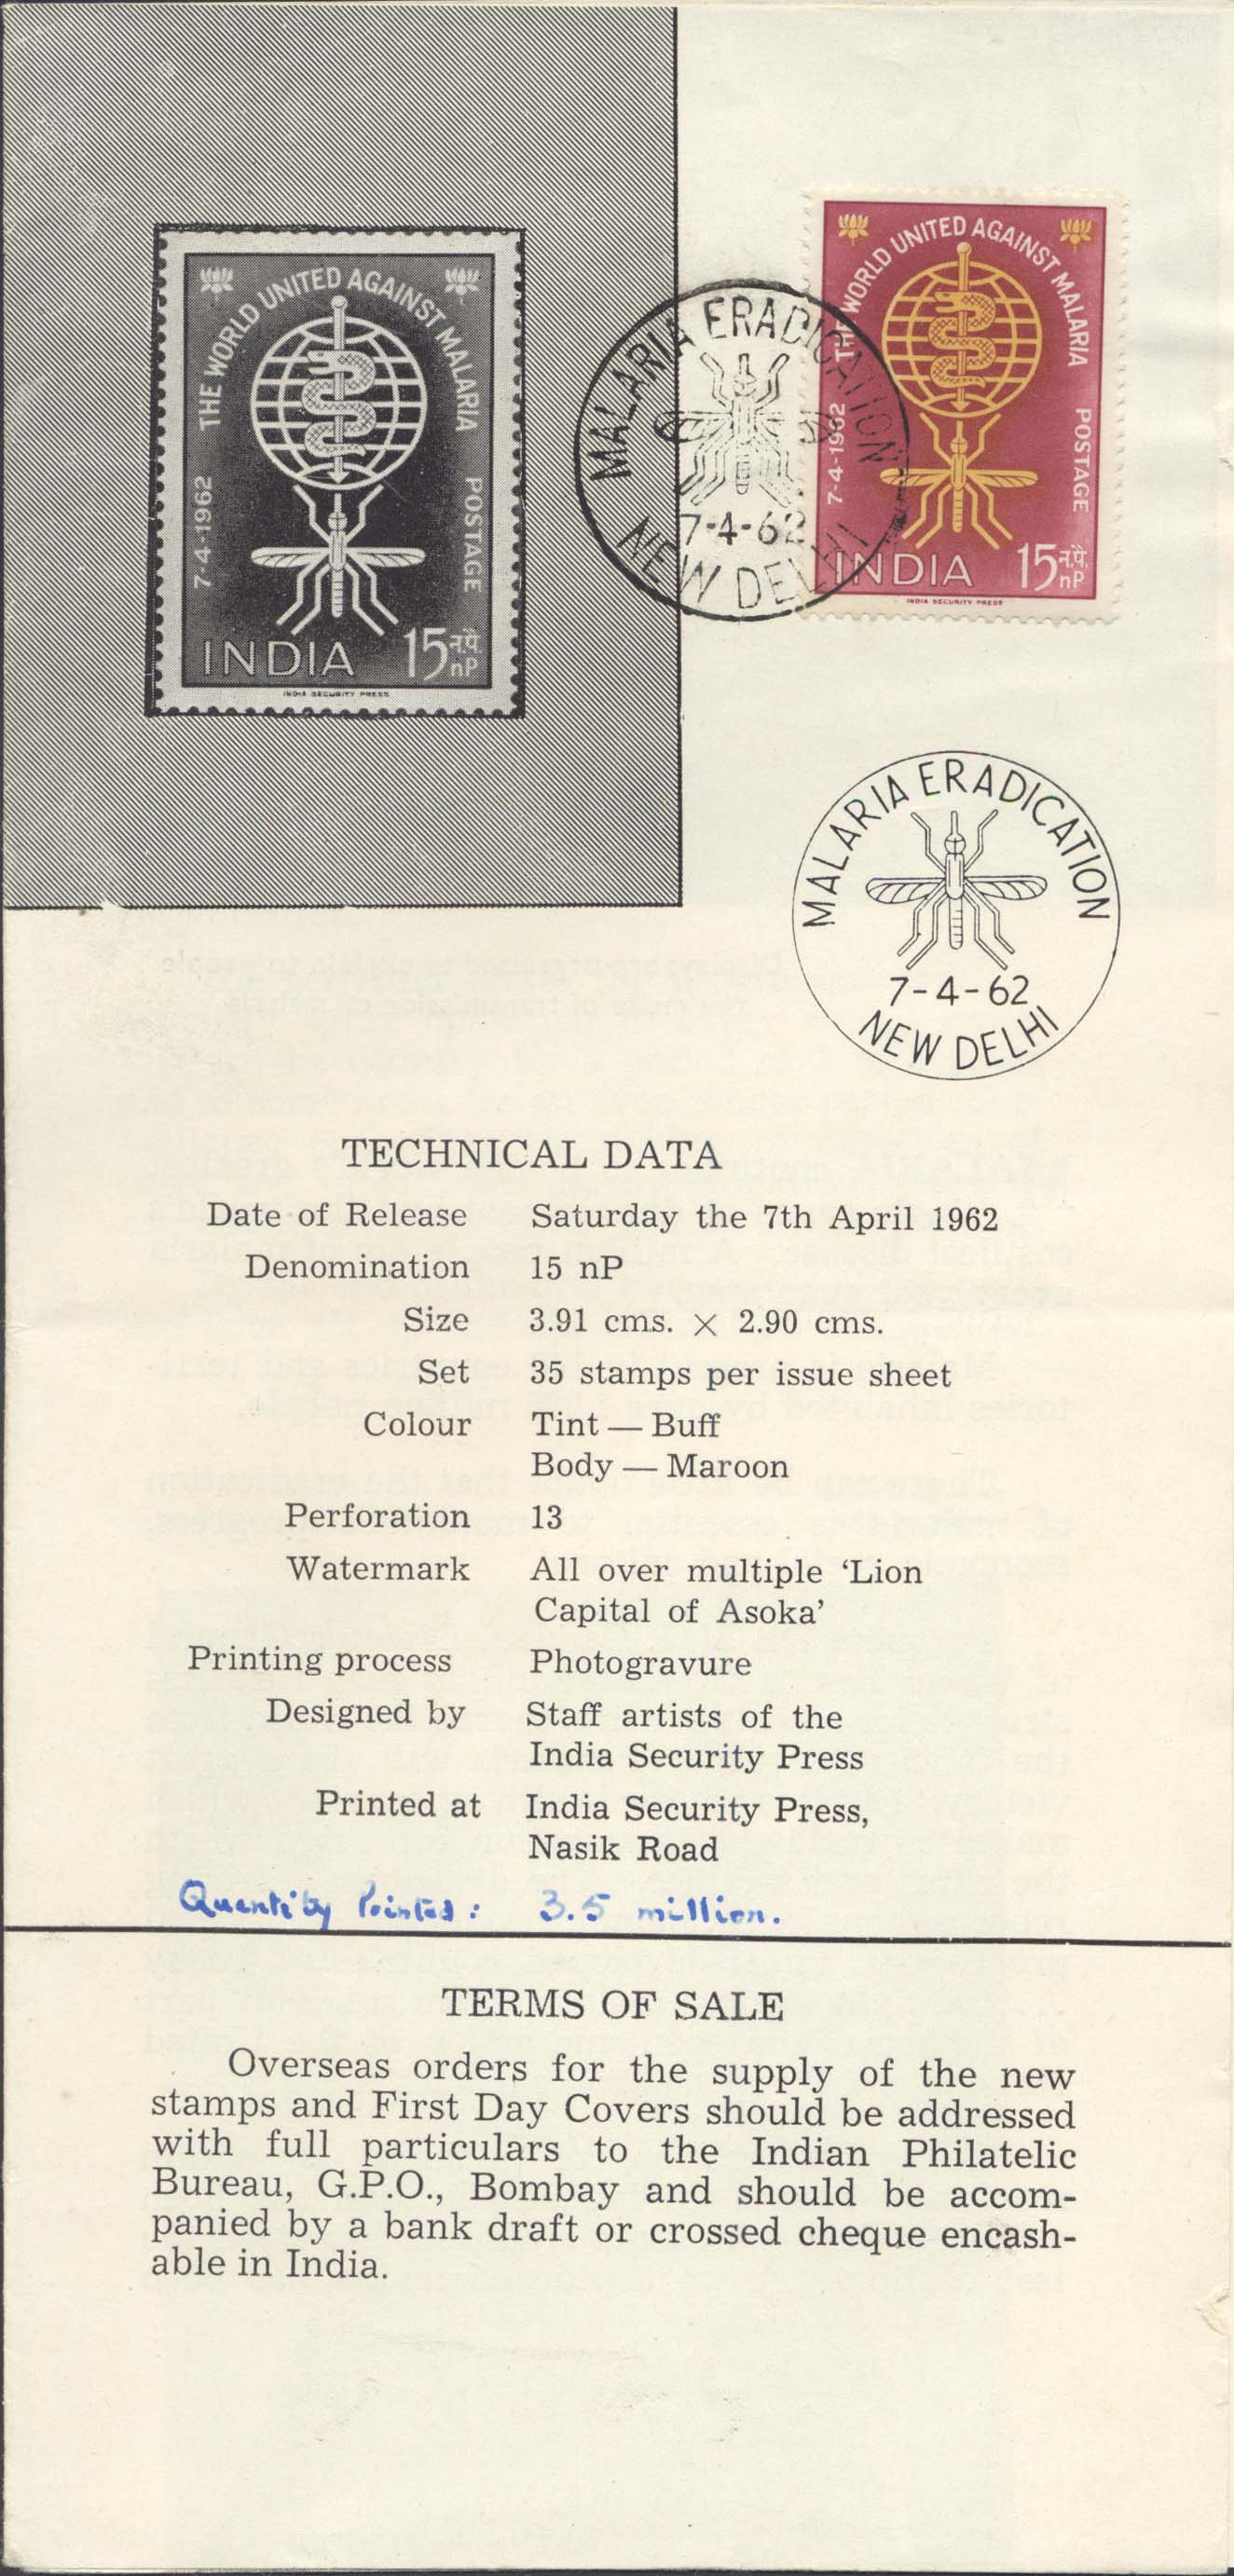 THE WORLD UNITED AGAINST MALARIA
7-4-1962
POSTAGE
INDIA 15 न.पै. nP
INDIA SECURITY PRESS
MALARIA ERADICATION
7-4-62
NEW DELHI
THE WORLD UNITED AGAINST MALARIA
7-4-1962
POSTAGE
INDIA 15 न.पै. nP
INDIA SECURITY PRESS
MALARIA ERADICATION
7-4-62
NEW DELHI
TECHNICAL DATA
Date of Release Saturday the 7th April 1962
Denomination 15 nP
Size 3.91 cms. × 2.90 cms.
Set 35 stamps per issue sheet
Colour Tint — Buff
Body — Maroon
Perforation 13
Watermark All over multiple ‘Lion
Capital of Asoka’
Printing process Photogravure
Designed by Staff artists of the
India Security Press
Printed at India Security Press,
Nasik Road
Quantity Printed: 3.5 million.
TERMS OF SALE
Overseas orders for the supply of the new
stamps and First Day Covers should be addressed
with full particulars to the Indian Philatelic
Bureau, G.P.O., Bombay and should be accom-
panied by a bank draft or crossed cheque encash-
able in India.